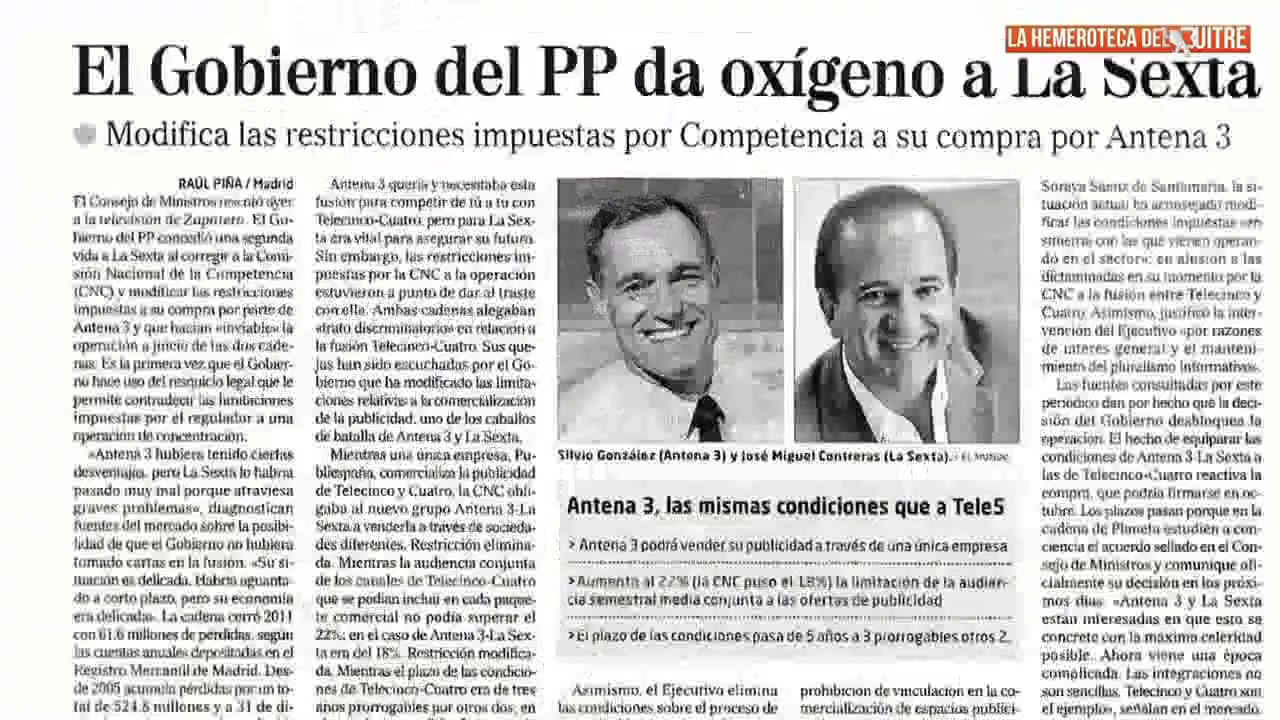 LA HEMEROTECA DEL BUITRE
El Gobierno del PP da oxígeno a La Sexta
Modifica las restricciones impuestas por Competencia a su compra por Antena 3
RAÚL PIÑA / Madrid
El Consejo de Ministros rescató ayer
a la televisión de Zapatero. El Go-
bierno del PP concedió una segunda
vida a La Sexta al corregir a la Comi-
sión Nacional de la Competencia
(CNC) y modificar las restricciones
impuestas a su compra por parte de
Antena 3 y que hacían «inviable» la
operación a juicio de las dos cade-
nas. Es la primera vez que el Gobier-
no hace uso del resquicio legal que le
permite contradecir las limitaciones
impuestas por el regulador a una
operación de concentración.
«Antena 3 hubiera tenido ciertas
desventajas, pero La Sexta lo habría
pasado muy mal porque atraviesa
graves problemas», diagnostican
fuentes del mercado sobre la posibi-
lidad de que el Gobierno no hubiera
tomado cartas en la fusión. «Su si-
tuación es delicada. Habría aguanta-
do a corto plazo, pero su economía
era delicada». La cadena cerró 2011
con 61.6 millones de pérdidas, según
las cuentas anuales depositadas en el
Registro Mercantil de Madrid. Des-
de 2005 acumula pérdidas por un to-
tal de 524.6 millones y a 31 de di-
Antena 3 quería y necesitaba esta
fusión para competir de tú a tú con
Telecinco-Cuatro, pero para La Sex-
ta era vital para asegurar su futuro.
Sin embargo, las restricciones im-
puestas por la CNC a la operación
estuvieron a punto de dar al traste
con ella. Ambas cadenas alegaban
«trato discriminatorio» en relación a
la fusión Telecinco-Cuatro. Sus que-
jas han sido escuchadas por el Go-
bierno que ha modificado las limita-
ciones relativas a la comercialización
de la publicidad, uno de los caballos
de batalla de Antena 3 y La Sexta.
Mientras una única empresa, Pu-
bliespaña, comercializa la publicidad
de Telecinco y Cuatro, la CNC obli-
gaba al nuevo grupo Antena 3-La
Sexta a venderla a través de socieda-
des diferentes. Restricción elimina-
da. Mientras la audiencia conjunta
de los canales de Telecinco-Cuatro
que se podían incluir en cada paque-
te comercial no podía superar el
22%; en el caso de Antena 3-La Sex-
ta era del 18%. Restricción modifica-
da. Mientras el plazo de las condicio-
nes de Telecinco-Cuatro era de tres
años prorrogables por otros dos, en
Silvio González (Antena 3) y José Miguel Contreras (La Sexta). / EL MUNDO
Antena 3, las mismas condiciones que a Tele5
> Antena 3 podrá vender su publicidad a través de una única empresa
> Aumenta al 22% (la CNC puso el 18%) la limitación de la audien-
cia semestral media conjunta a las ofertas de publicidad
> El plazo de las condiciones pasa de 5 años a 3 prorrogables otros 2.
Asimismo, el Ejecutivo elimina
las condiciones sobre el proceso de
prohibición de vinculación en la co-
mercialización de espacios publici-
Soraya Sáenz de Santamaría, la si-
tuación actual ha aconsejado modi-
ficar las condiciones impuestas «en
sintonía con las que vienen operan-
do en el sector»; en alusión a las
dictaminadas en su momento por la
CNC a la fusión entre Telecinco y
Cuatro. Asimismo, justificó la inter-
vención del Ejecutivo «por razones
de interés general y el manteni-
miento del pluralismo informativo».
Las fuentes consultadas por este
periódico dan por hecho que la deci-
sión del Gobierno desbloquea la
operación. El hecho de equiparar las
condiciones de Antena 3-La Sexta a
las de Telecinco-Cuatro reactiva la
compra, que podría firmarse en oc-
tubre. Los plazos pasan porque en la
cadena de Planeta estudien a con-
ciencia el acuerdo sellado en el Con-
sejo de Ministros y comunique ofi-
cialmente su decisión en los próxi-
mos días. «Antena 3 y La Sexta
están interesadas en que esto se
concrete con la máxima celeridad
posible. Ahora viene una época
complicada. Las integraciones no
son sencillas. Telecinco y Cuatro son
el ejemplo», señalan en el mercado.